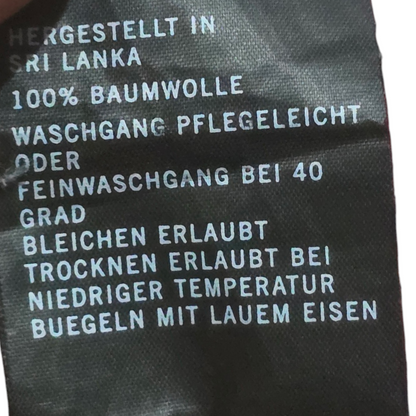 HERGESTELLT IN
SRI LANKA
100% BAUMWOLLE
WASCHGANG PFLEGELEICHT
ODER
FEINWASCHGANG BEI 40
GRAD
BLEICHEN ERLAUBT
TROCKNEN ERLAUBT BEI
NIEDRIGER TEMPERATUR
BUEGELN MIT LAUEM EISEN